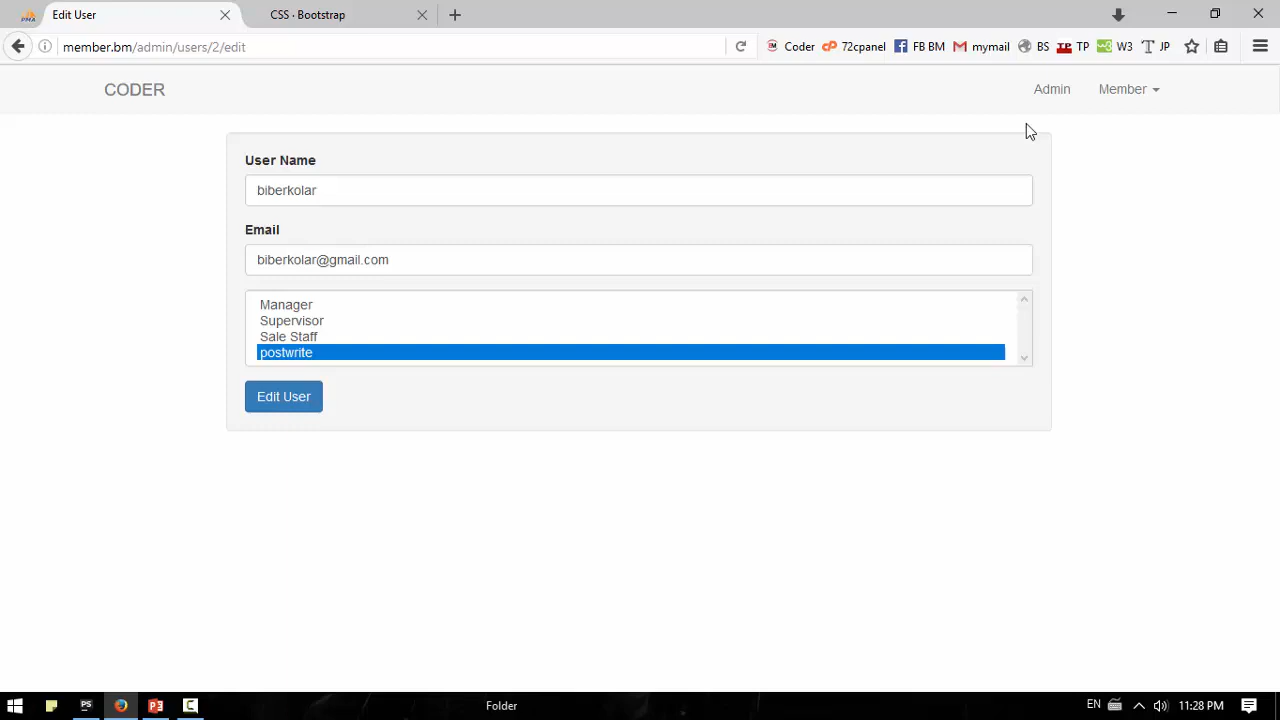 Edit User
CSS · Bootstrap
member.bm/admin/users/2/edit
Coder
72cpanel
FB BM
mymail
BS
TP
W3
JP
CODER
Admin
Member
User Name
biberkolar
Email
biberkolar@gmail.com
Manager
Supervisor
Sale Staff
postwrite
Edit User
Folder
EN
11:28 PM